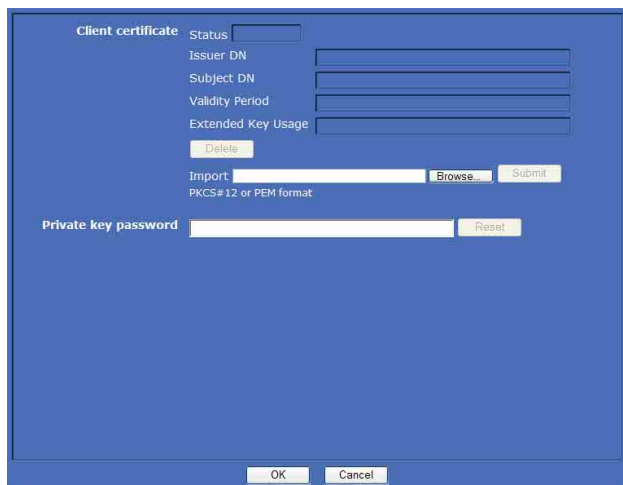 Client certificate Status
Issuer DN
Subject DN
Validity Period
Extended Key Usage
Delete
Import Browse... Submit
PKCS#12 or PEM format
Private key password Reset
OK Cancel